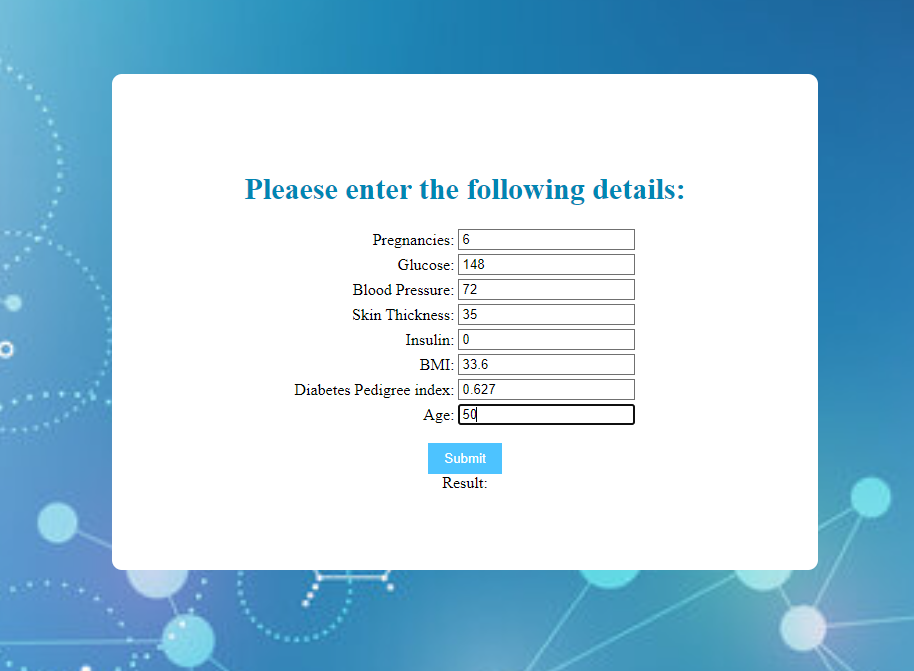 Pleaese enter the following details:
Pregnancies: 6
Glucose: 148
Blood Pressure: 72
Skin Thickness: 35
Insulin: 0
BMI: 33.6
Diabetes Pedigree index: 0.627
Age: 50
Submit
Result: